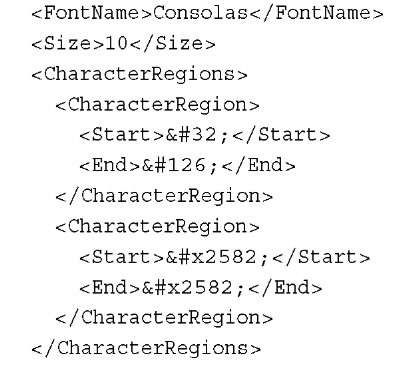 <FontName>Consolas</FontName>
<Size>10</Size>
<CharacterRegions>
<CharacterRegion>
<Start>&#32;</Start>
<End>&#126;</End>
</CharacterRegion>
<CharacterRegion>
<Start>&#x2582;</Start>
<End>&#x2582;</End>
</CharacterRegion>
</CharacterRegions>